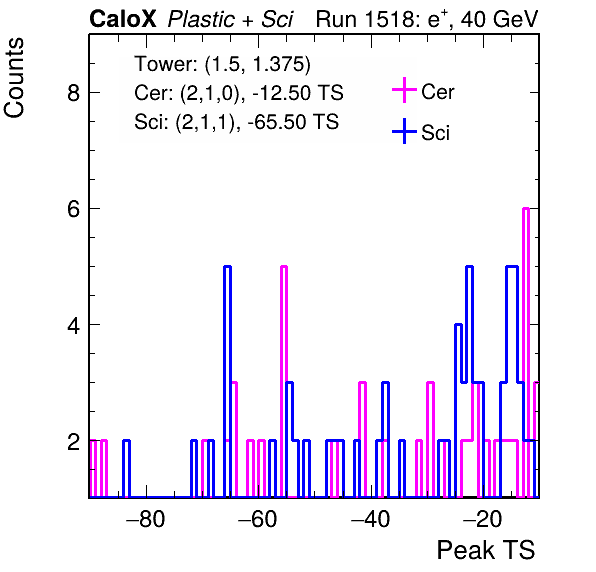 CaloX Plastic + Sci Run 1518: e+, 40 GeV
Counts
Tower: (1.5, 1.375)
Cer: (2,1,0), -12.50 TS
Sci: (2,1,1), -65.50 TS
Cer
Sci
8
6
4
2
−80 −60 −40 −20
Peak TS